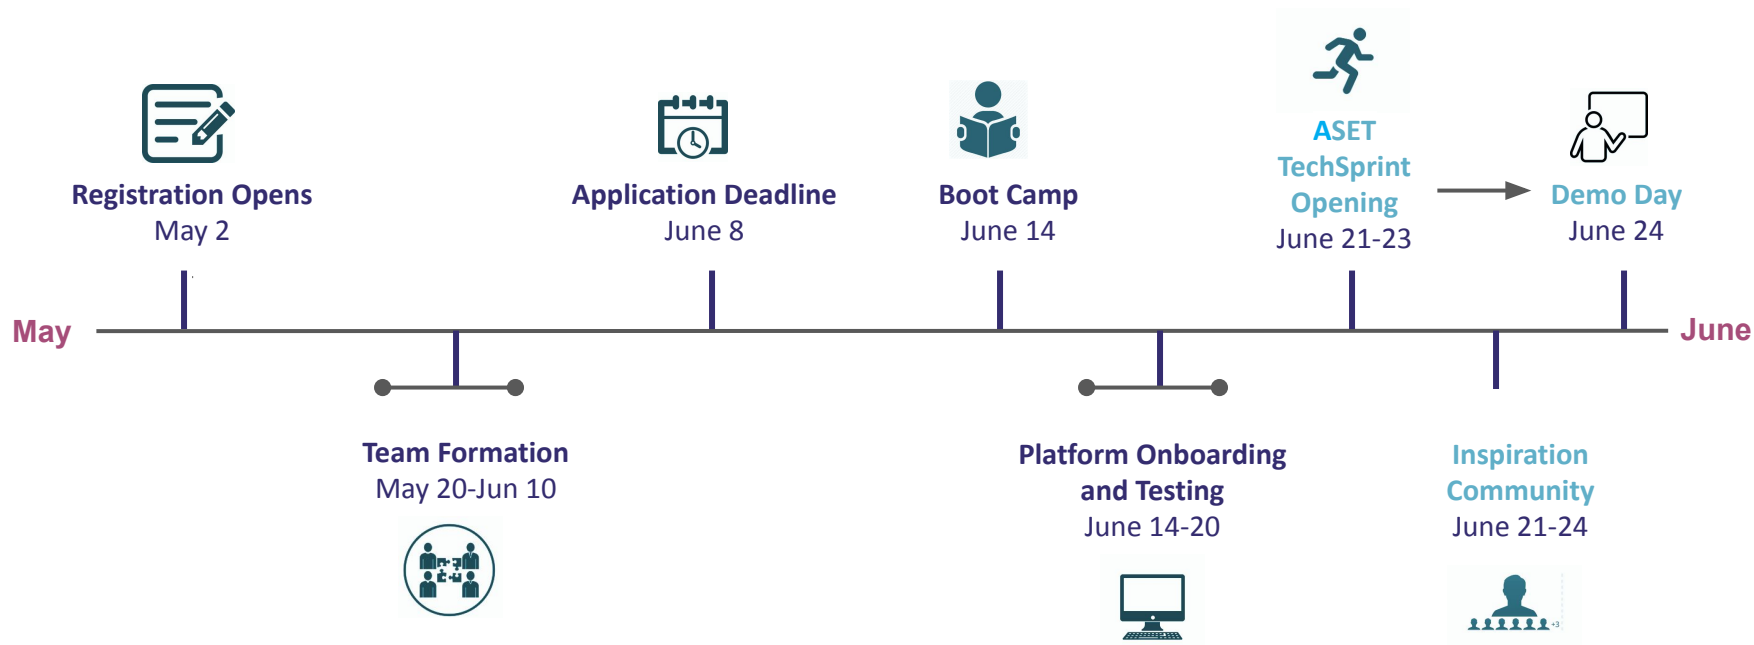 Registration Opens
May 2
Application Deadline
June 8
Boot Camp
June 14
ASET
TechSprint
Opening
June 21-23
Demo Day
June 24
May
June
Team Formation
May 20-Jun 10
Platform Onboarding
and Testing
June 14-20
Inspiration
Community
June 21-24
+3